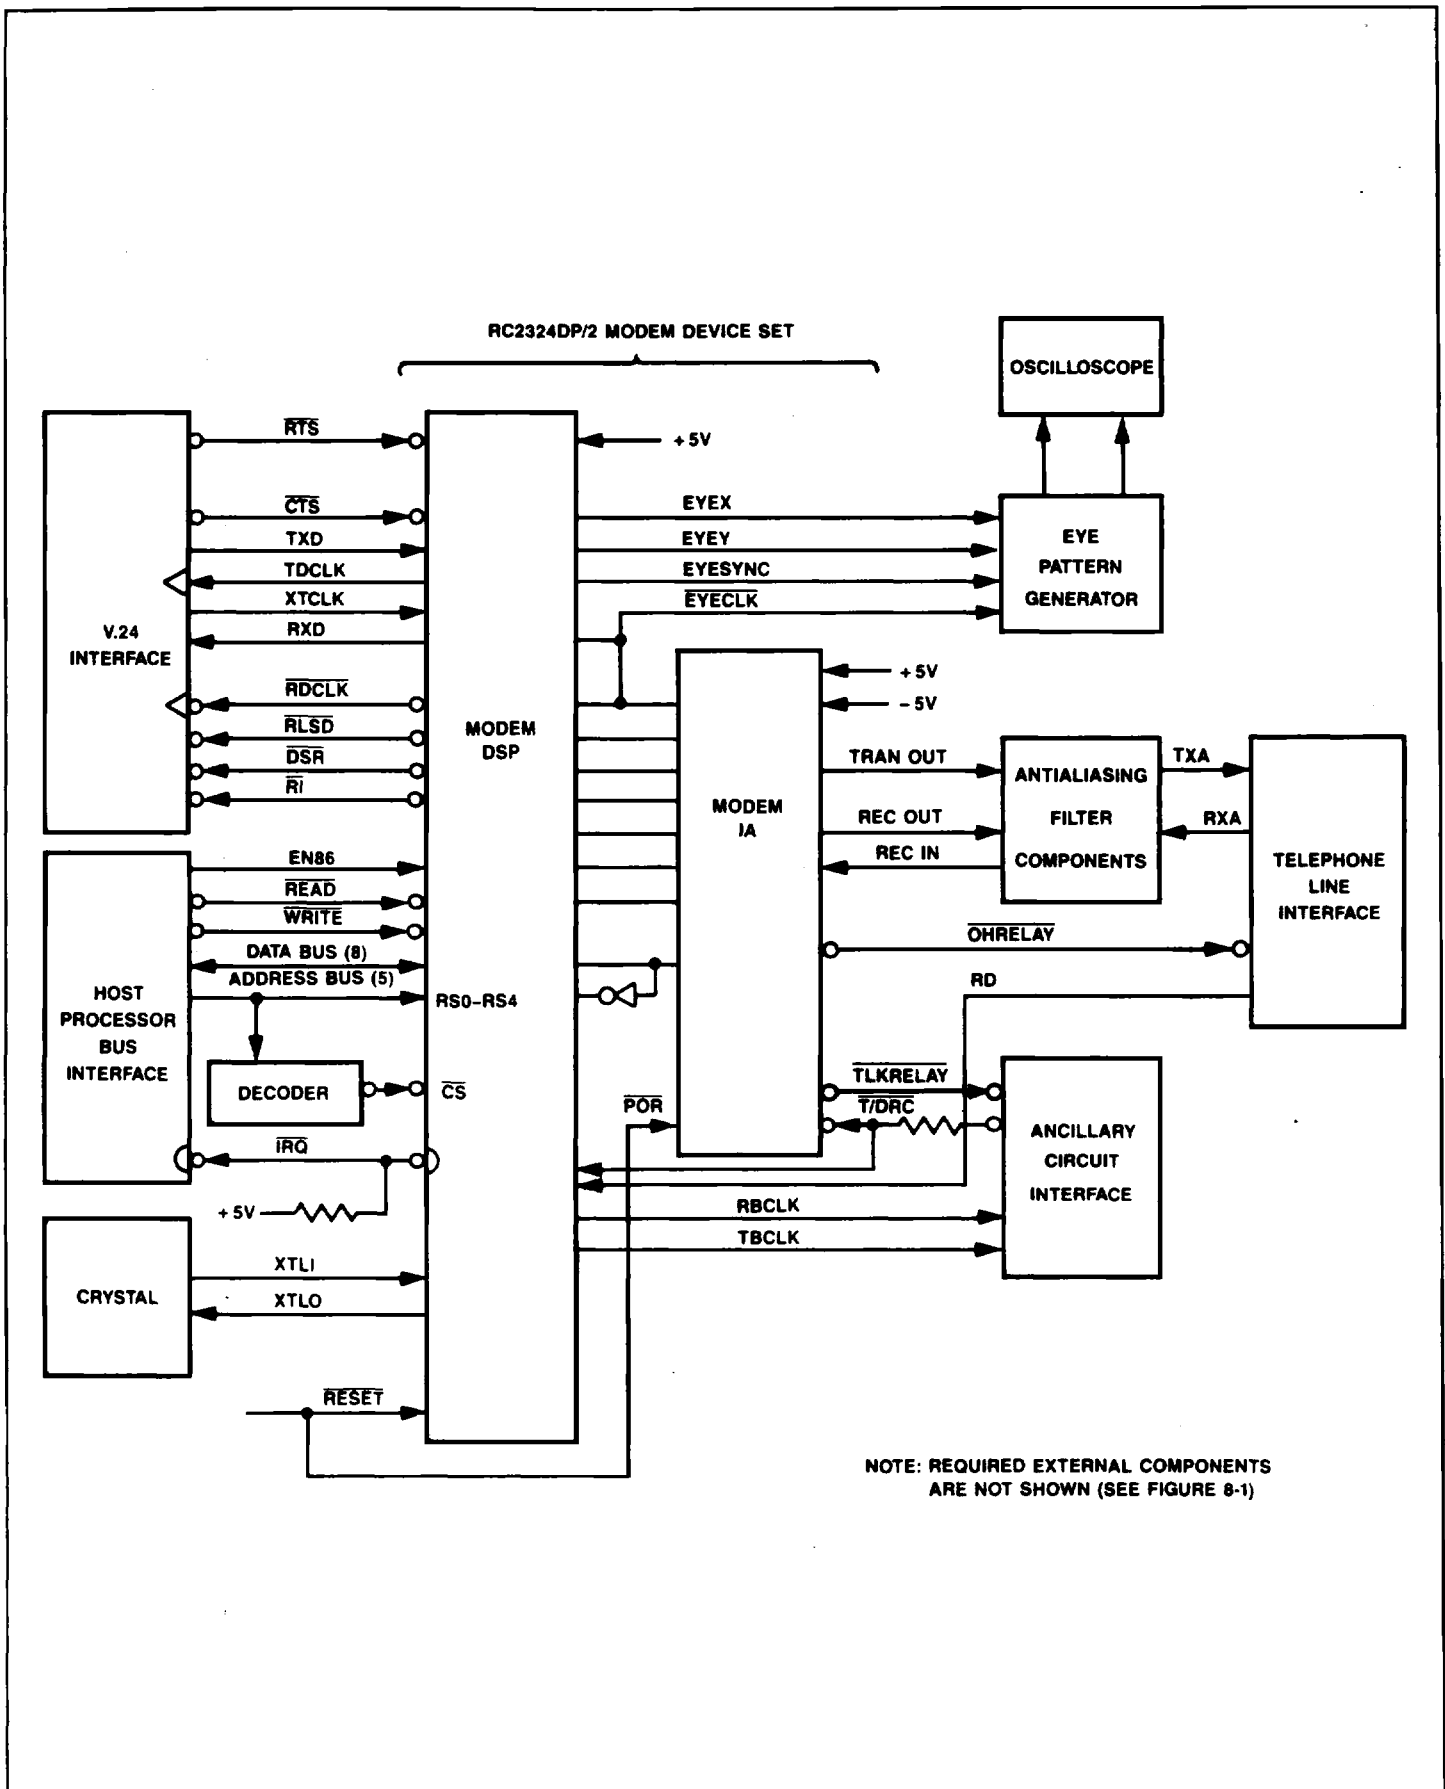 RC2324DP/2 MODEM DEVICE SET
OSCILLOSCOPE
RTS
+5V
CTS
TXD
TDCLK
XTCLK
RXD
V.24
INTERFACE
RDCLK
RLSD
DSR
RI
EYEX
EYEY
EYESYNC
EYECLK
EYE
PATTERN
GENERATOR
MODEM
DSP
+5V
-5V
MODEM
IA
TRAN OUT
REC OUT
REC IN
ANTIALIASING
FILTER
COMPONENTS
TXA
RXA
TELEPHONE
LINE
INTERFACE
EN86
READ
WRITE
DATA BUS (8)
ADDRESS BUS (5)
RS0-RS4
HOST
PROCESSOR
BUS
INTERFACE
DECODER
CS
IRQ
+5V
OHRELAY
RD
POR
TLKRELAY
T/DRC
ANCILLARY
CIRCUIT
INTERFACE
RBCLK
TBCLK
CRYSTAL
XTLI
XTLO
RESET
NOTE: REQUIRED EXTERNAL COMPONENTS
ARE NOT SHOWN (SEE FIGURE 8-1)